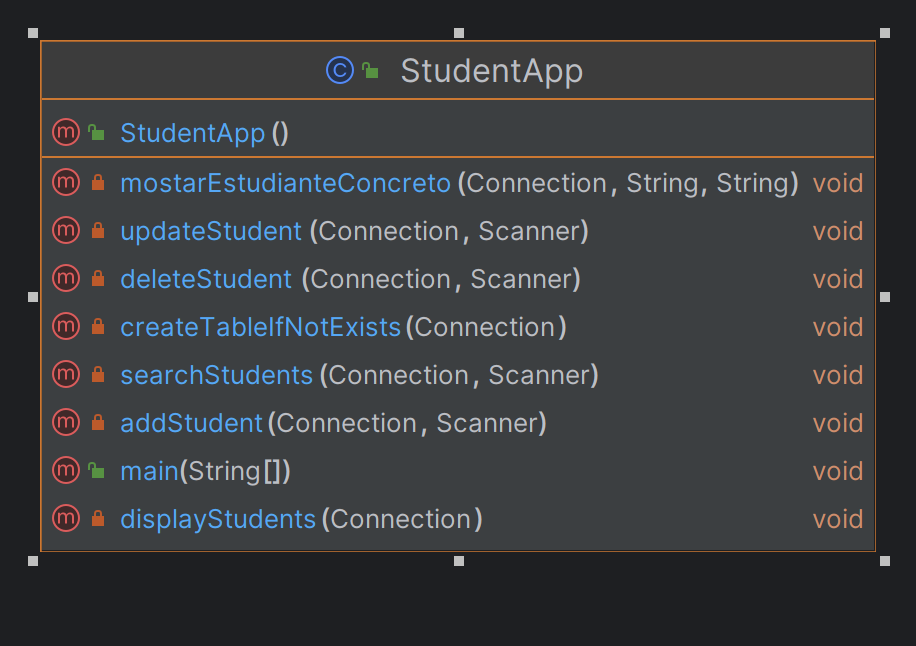 StudentApp
StudentApp()
mostarEstudianteConcreto(Connection, String, String) void
updateStudent(Connection, Scanner) void
deleteStudent(Connection, Scanner) void
createTableIfNotExists(Connection) void
searchStudents(Connection, Scanner) void
addStudent(Connection, Scanner) void
main(String[]) void
displayStudents(Connection) void